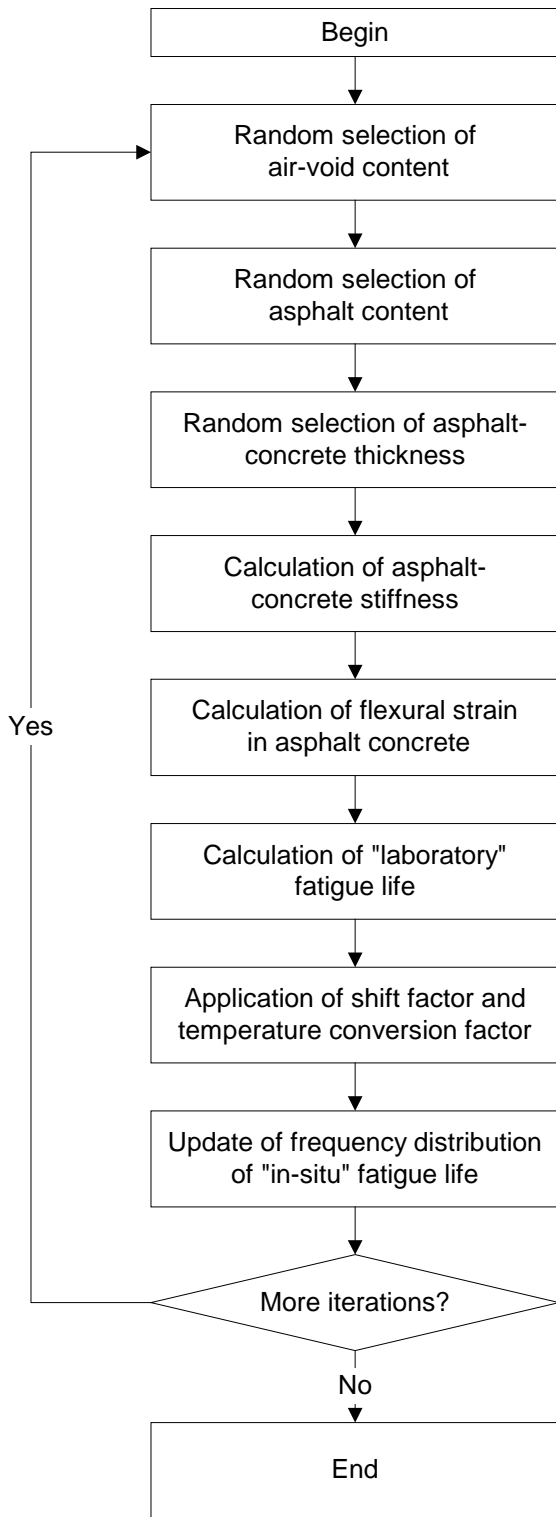 Begin
Random selection of
air-void content
Random selection of
asphalt content
Random selection of asphalt-
concrete thickness
Calculation of asphalt-
concrete stiffness
Calculation of flexural strain
in asphalt concrete
Yes
Calculation of "laboratory"
fatigue life
Application of shift factor and
temperature conversion factor
Update of frequency distribution
of "in-situ" fatigue life
More iterations?
No
End